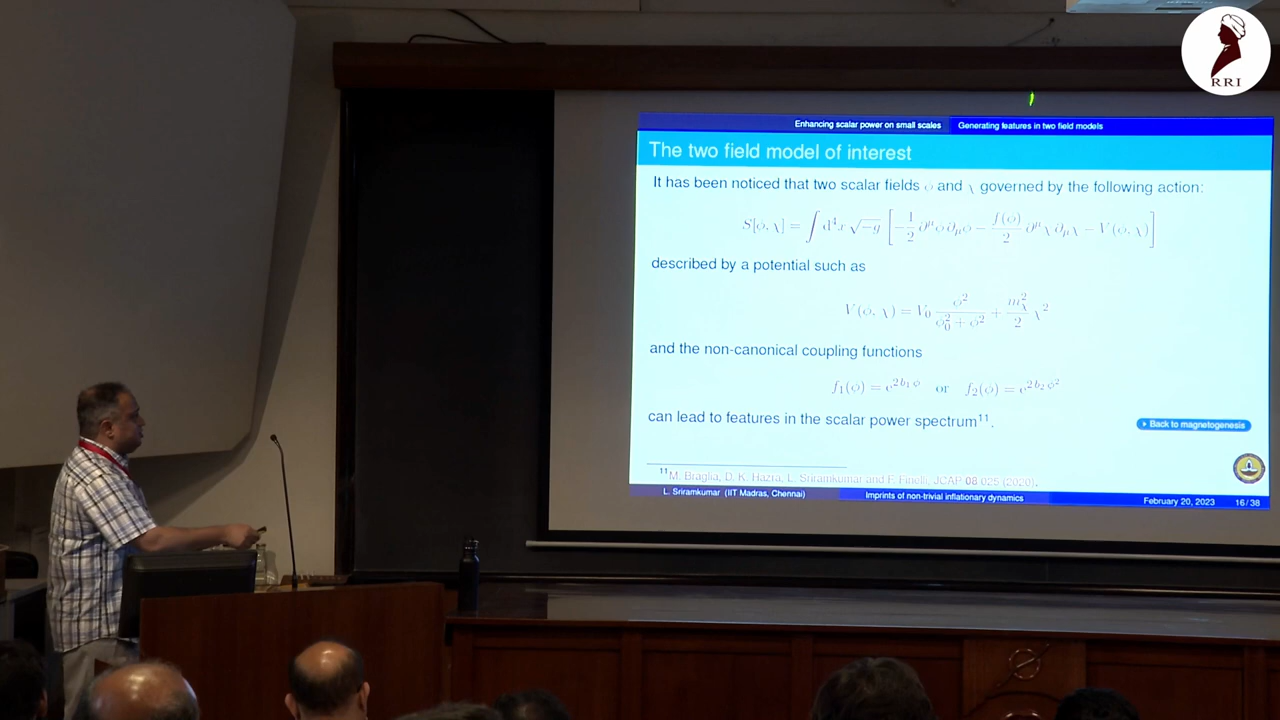 RRI
Enhancing scalar power on small scales Generating features in two field models
The two field model of interest
It has been noticed that two scalar fields ϕ and χ governed by the following action:
S[ϕ, χ] = ∫ d⁴x √−g [ −1/2 ∂^μϕ ∂_μϕ − f(ϕ)/2 ∂^μχ ∂_μχ − V(ϕ, χ) ]
described by a potential such as
V(ϕ, χ) = V₀ ϕ²/(ϕ₀² + ϕ²) + m_χ²/2 χ²
and the non-canonical coupling functions
f₁(ϕ) = e^{2b₁ϕ} or f₂(ϕ) = e^{2b₂ϕ²}
can lead to features in the scalar power spectrum¹¹.
Back to magnetogenesis
¹¹M. Braglia, D. K. Hazra, L. Sriramkumar and F. Finelli, JCAP 08 025 (2020).
L. Sriramkumar (IIT Madras, Chennai) Imprints of non-trivial inflationary dynamics February 20, 2023 16/38